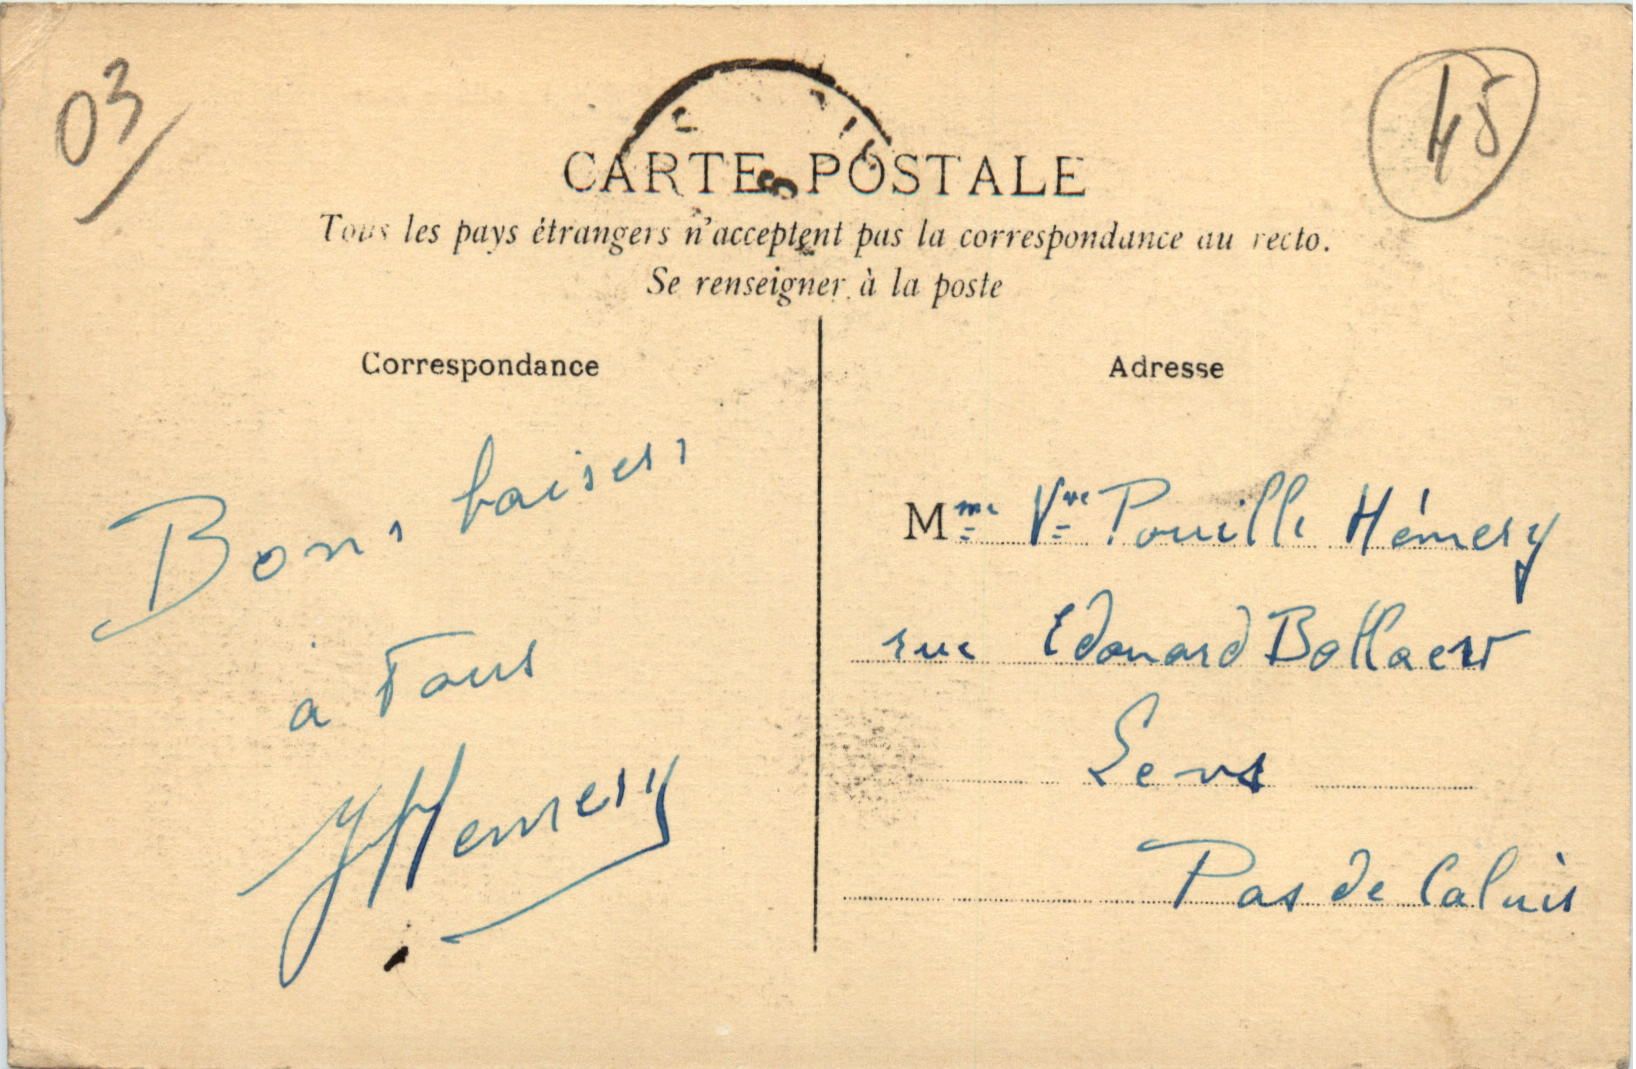 03
45
CARTE POSTALE
Tous les pays étrangers n'acceptent pas la correspondance au recto.
Se renseigner à la poste
Correspondance
Adresse
Bons baisers
à Tous
JHemery
Mme Vve Pouille Hémery
rue Edouard Bollaert
Lens
Pas de Calais